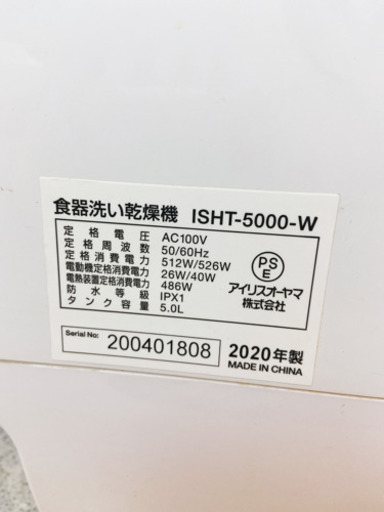 食器洗い乾燥機 ISHT-5000-W
定格電圧 AC100V
定格周波数 50/60Hz
定格消費電力 512W/526W
電動機定格消費電力 26W/40W
電熱装置定格消費電力 486W
防水等級 IPX1
タンク容量 5.0L
PS
E
アイリスオーヤマ
株式会社
Serial No: 200401808
2020年製
MADE IN CHINA